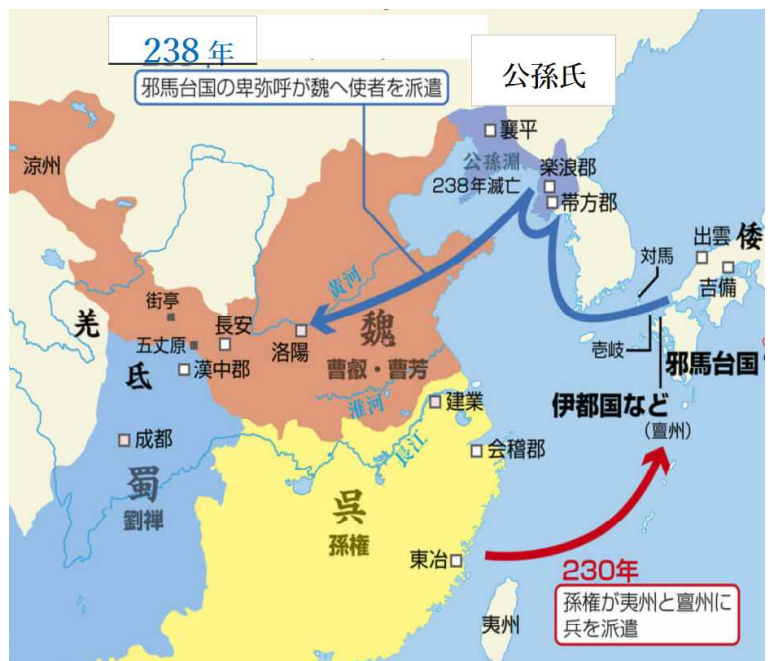 238年
邪馬台国の卑弥呼が魏へ使者を派遣
公孫氏
襄平
公孫淵
238年滅亡
楽浪郡
帯方郡
涼州
倭
出雲
吉備
対馬
壱岐
邪馬台国
伊都国など
(亶州)
黄河
街亭
羌
長安
五丈原
洛陽
魏
曹叡・曹芳
氐
漢中郡
淮河
建業
長江
会稽郡
成都
蜀
劉禅
呉
孫権
東冶
230年
孫権が夷州と亶州に
兵を派遣
夷州